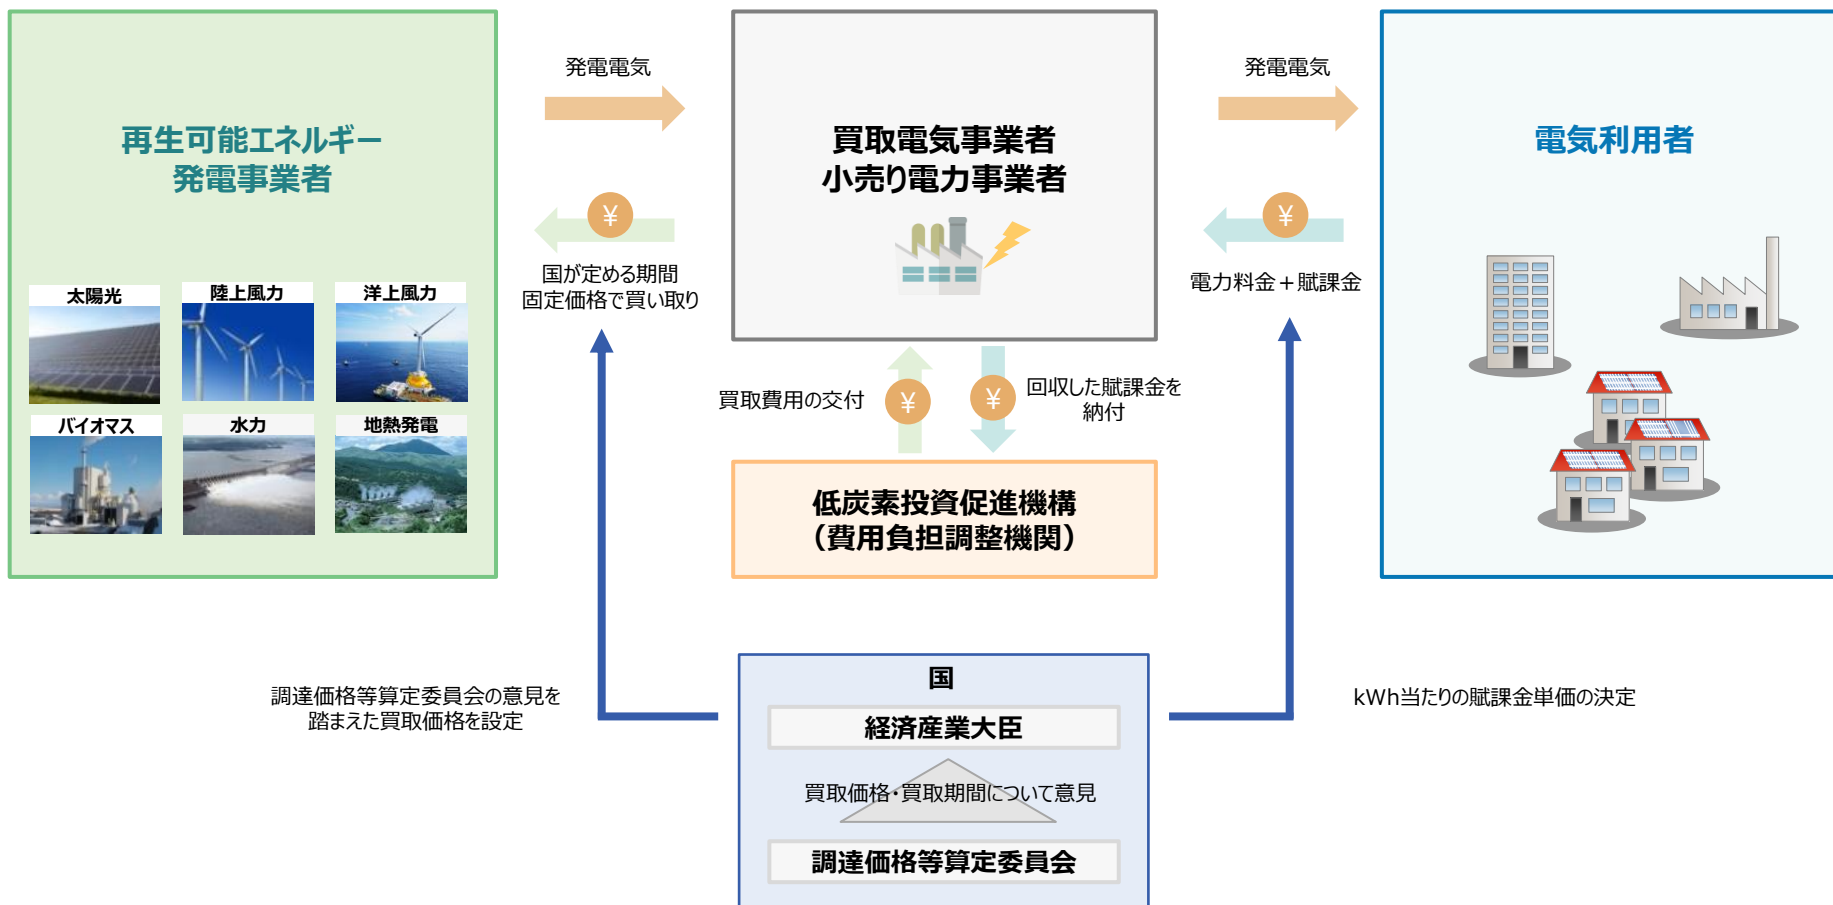 再生可能エネルギー
発電事業者
太陽光
陸上風力
洋上風力
バイオマス
水力
地熱発電
発電電気
¥
国が定める期間
固定価格で買い取り
買取電気事業者
小売り電力事業者
発電電気
¥
電力料金＋賦課金
電気利用者
買取費用の交付
¥
¥
回収した賦課金を
納付
低炭素投資促進機構
（費用負担調整機関）
調達価格等算定委員会の意見を
踏まえた買取価格を設定
国
経済産業大臣
買取価格・買取期間について意見
調達価格等算定委員会
kWh当たりの賦課金単価の決定